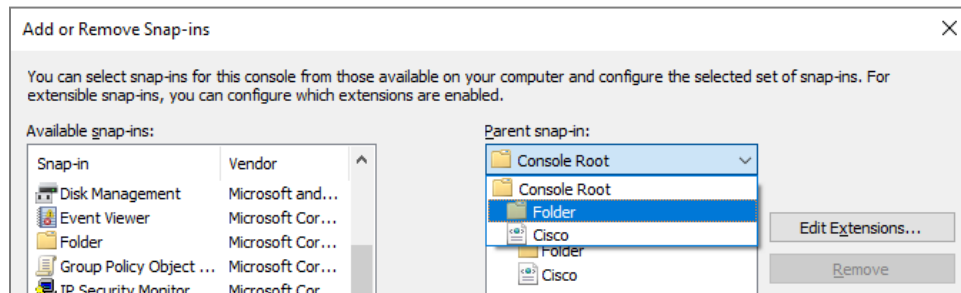 Add or Remove Snap-ins
You can select snap-ins for this console from those available on your computer and configure the selected set of snap-ins. For
extensible snap-ins, you can configure which extensions are enabled.
Available snap-ins:
Parent snap-in:
Snap-in Vendor
Disk Management Microsoft and...
Event Viewer Microsoft Cor...
Folder Microsoft Cor...
Group Policy Object ... Microsoft Cor...
IP Security Monitor Microsoft Cor
Console Root
Console Root
Folder
Cisco
Folder
Cisco
Edit Extensions...
Remove